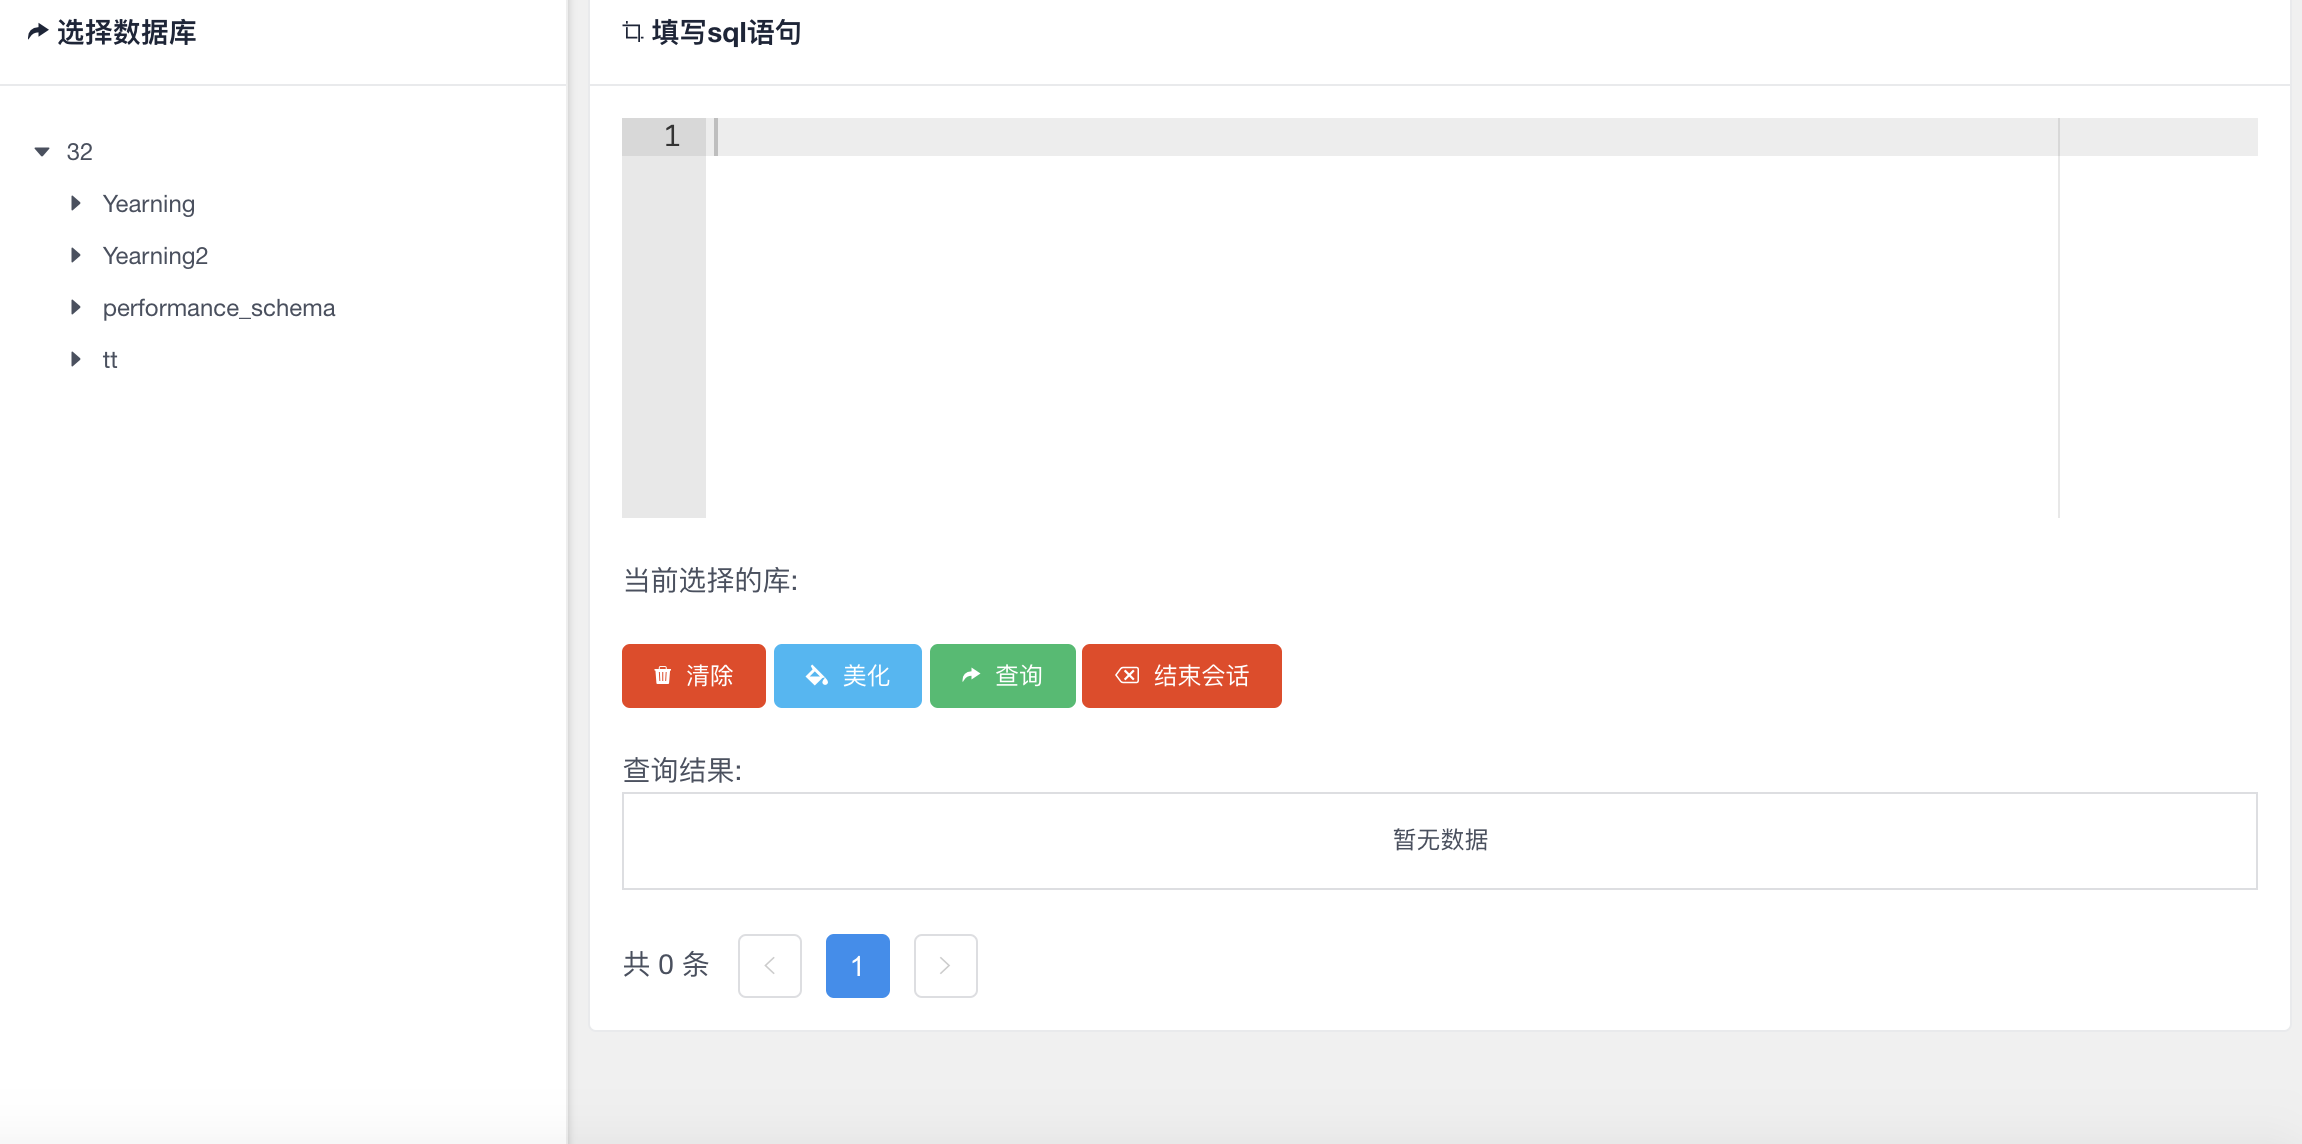 选择数据库
32
Yearning
Yearning2
performance_schema
tt
填写sql语句
1
当前选择的库:
清除 美化 查询 结束会话
查询结果:
暂无数据
共 0 条 1